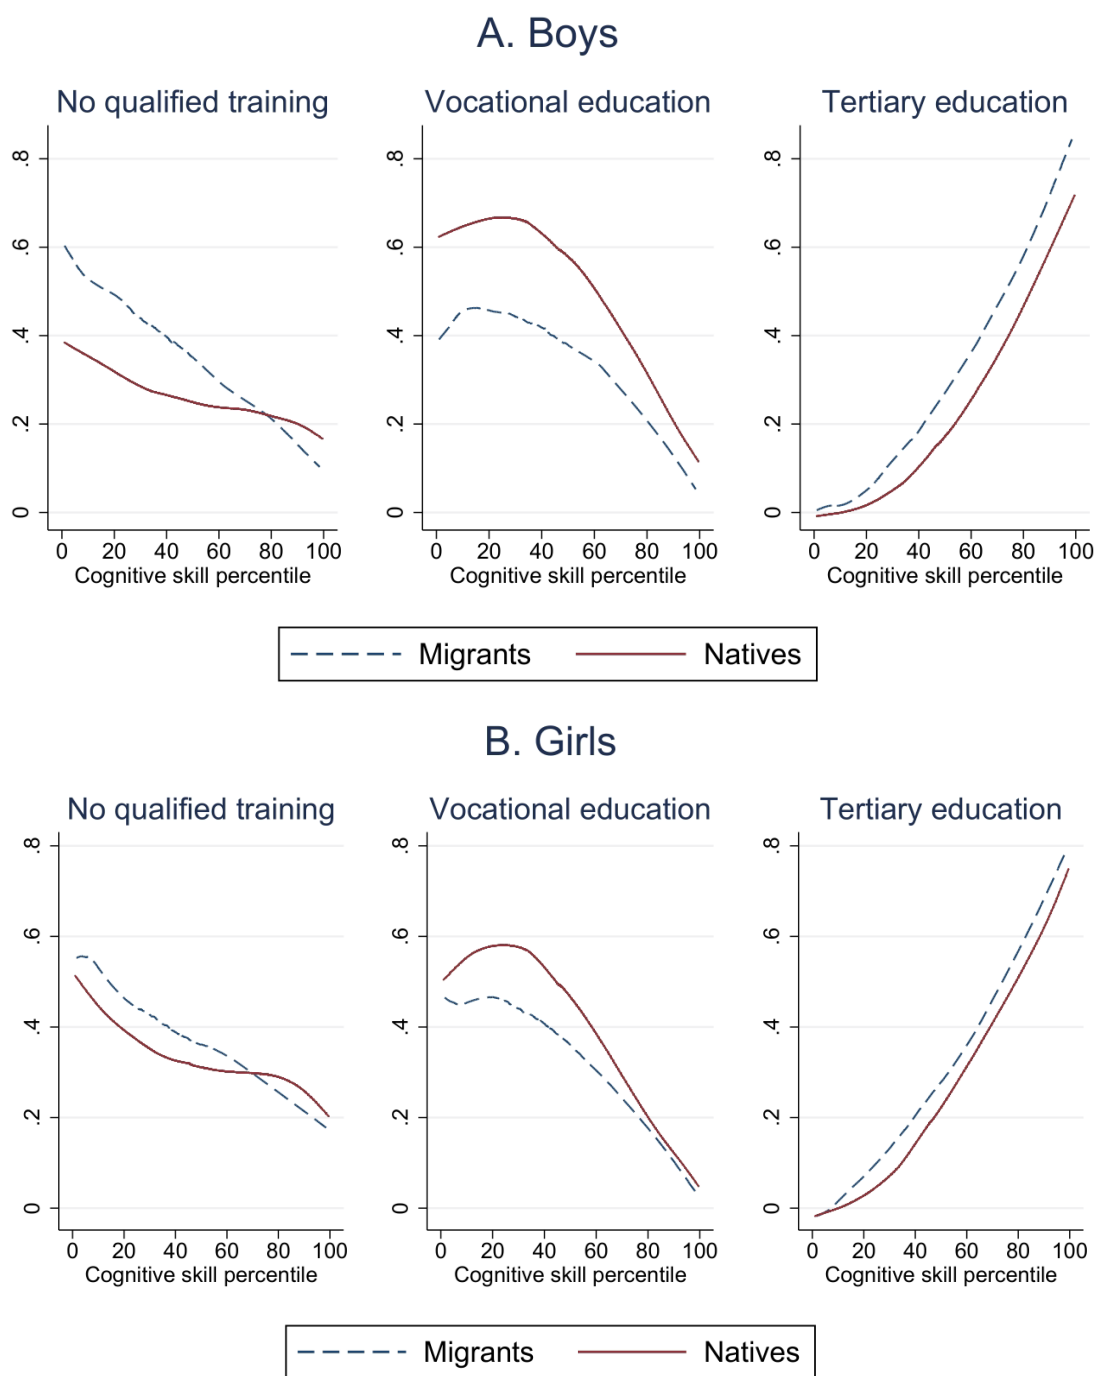 A. Boys
No qualified training Vocational education Tertiary education
.8 .8 .8
.6 .6 .6
.4 .4 .4
.2 .2 .2
0 0 0
0 20 40 60 80 100 0 20 40 60 80 100 0 20 40 60 80 100
Cognitive skill percentile Cognitive skill percentile Cognitive skill percentile
Migrants Natives
B. Girls
No qualified training Vocational education Tertiary education
.8 .8 .8
.6 .6 .6
.4 .4 .4
.2 .2 .2
0 0 0
0 20 40 60 80 100 0 20 40 60 80 100 0 20 40 60 80 100
Cognitive skill percentile Cognitive skill percentile Cognitive skill percentile
Migrants Natives